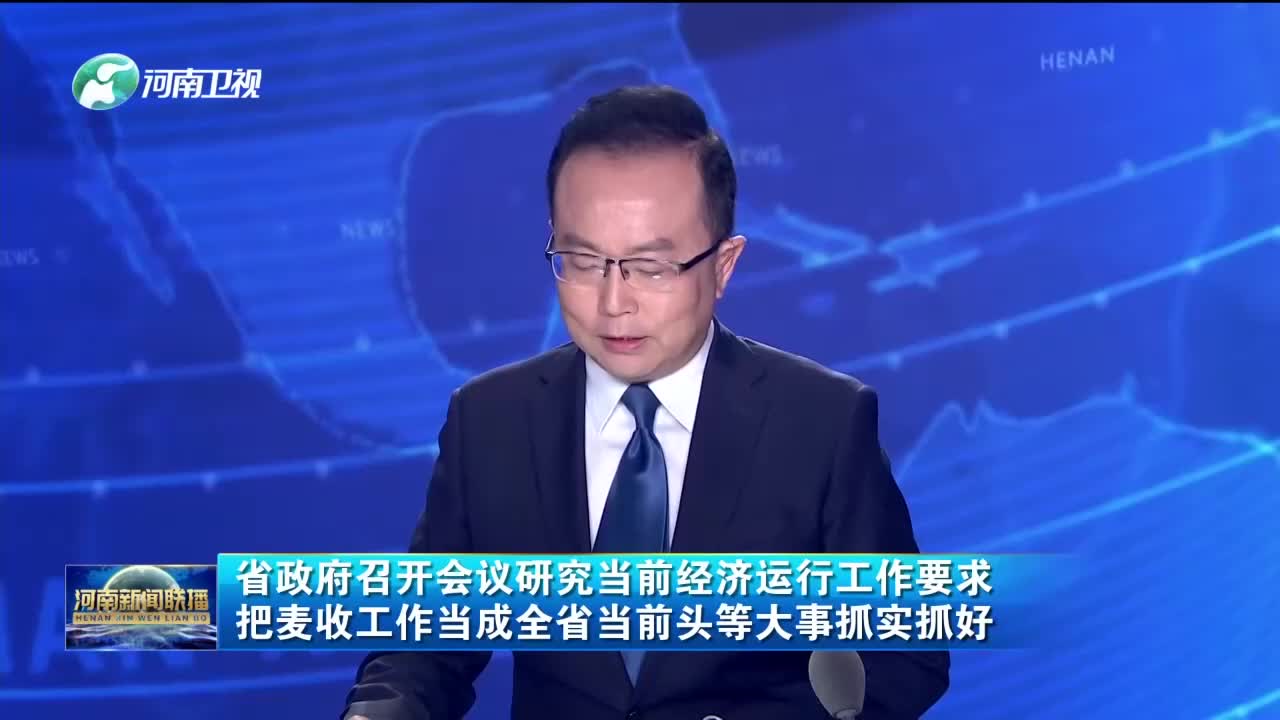 河南卫视
HENAN
NEWS
NEWS
NEWS
省政府召开会议研究当前经济运行工作要求
把麦收工作当成全省当前头等大事抓实抓好
河南新闻联播
HENAN XIN WEN LIAN BO